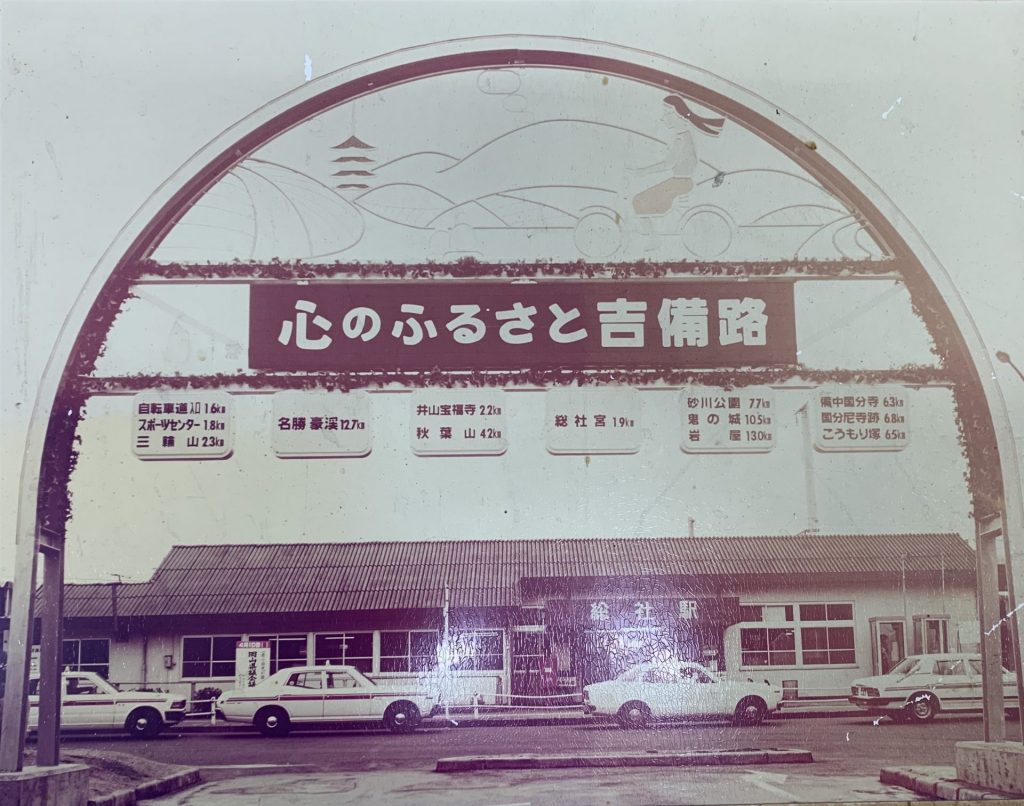 心のふるさと吉備路
自転車道入口 1.6km
スポーツセンター 1.8km
三輪山 2.3km
名勝豪渓 12.7km
井山宝福寺 2.2km
秋葉山 4.2km
総社宮 1.9km
砂川公園 7.7km
鬼の城 10.5km
岩屋 13.0km
備中国分寺 6.3km
国分尼寺跡 6.8km
こうもり塚 6.5km
総社駅